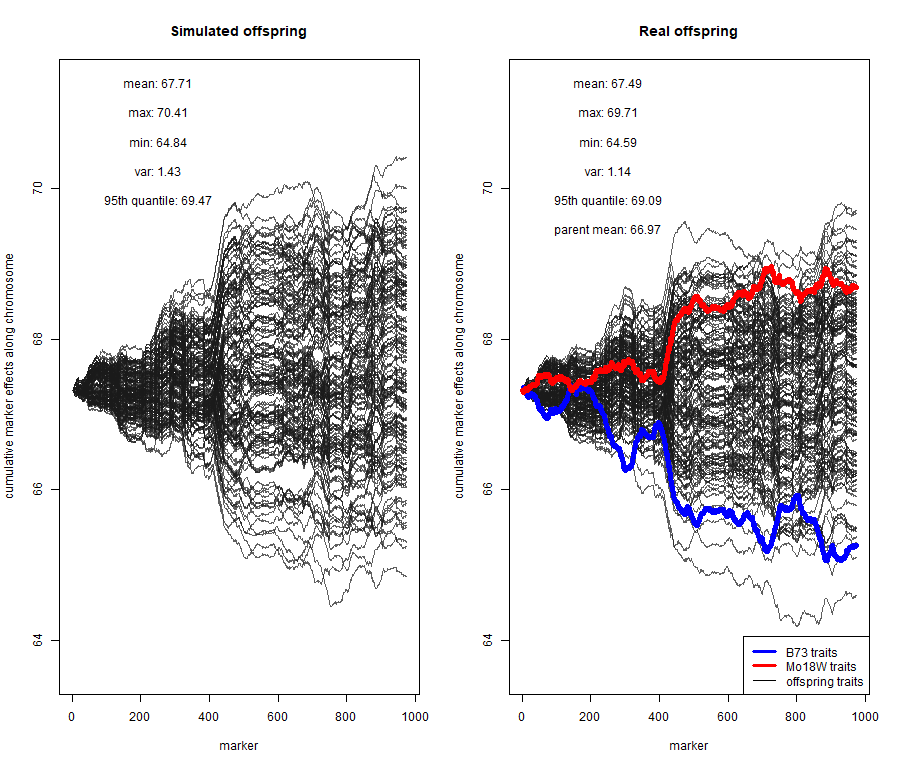 Simulated offspring
mean: 67.71
max: 70.41
min: 64.84
var: 1.43
95th quantile: 69.47
cumulative marker effects along chromosome
70
68
66
64
0 200 400 600 800 1000
marker
Real offspring
mean: 67.49
max: 69.71
min: 64.59
var: 1.14
95th quantile: 69.09
parent mean: 66.97
cumulative marker effects along chromosome
70
68
66
64
B73 traits
Mo18W traits
offspring traits
0 200 400 600 800 1000
marker